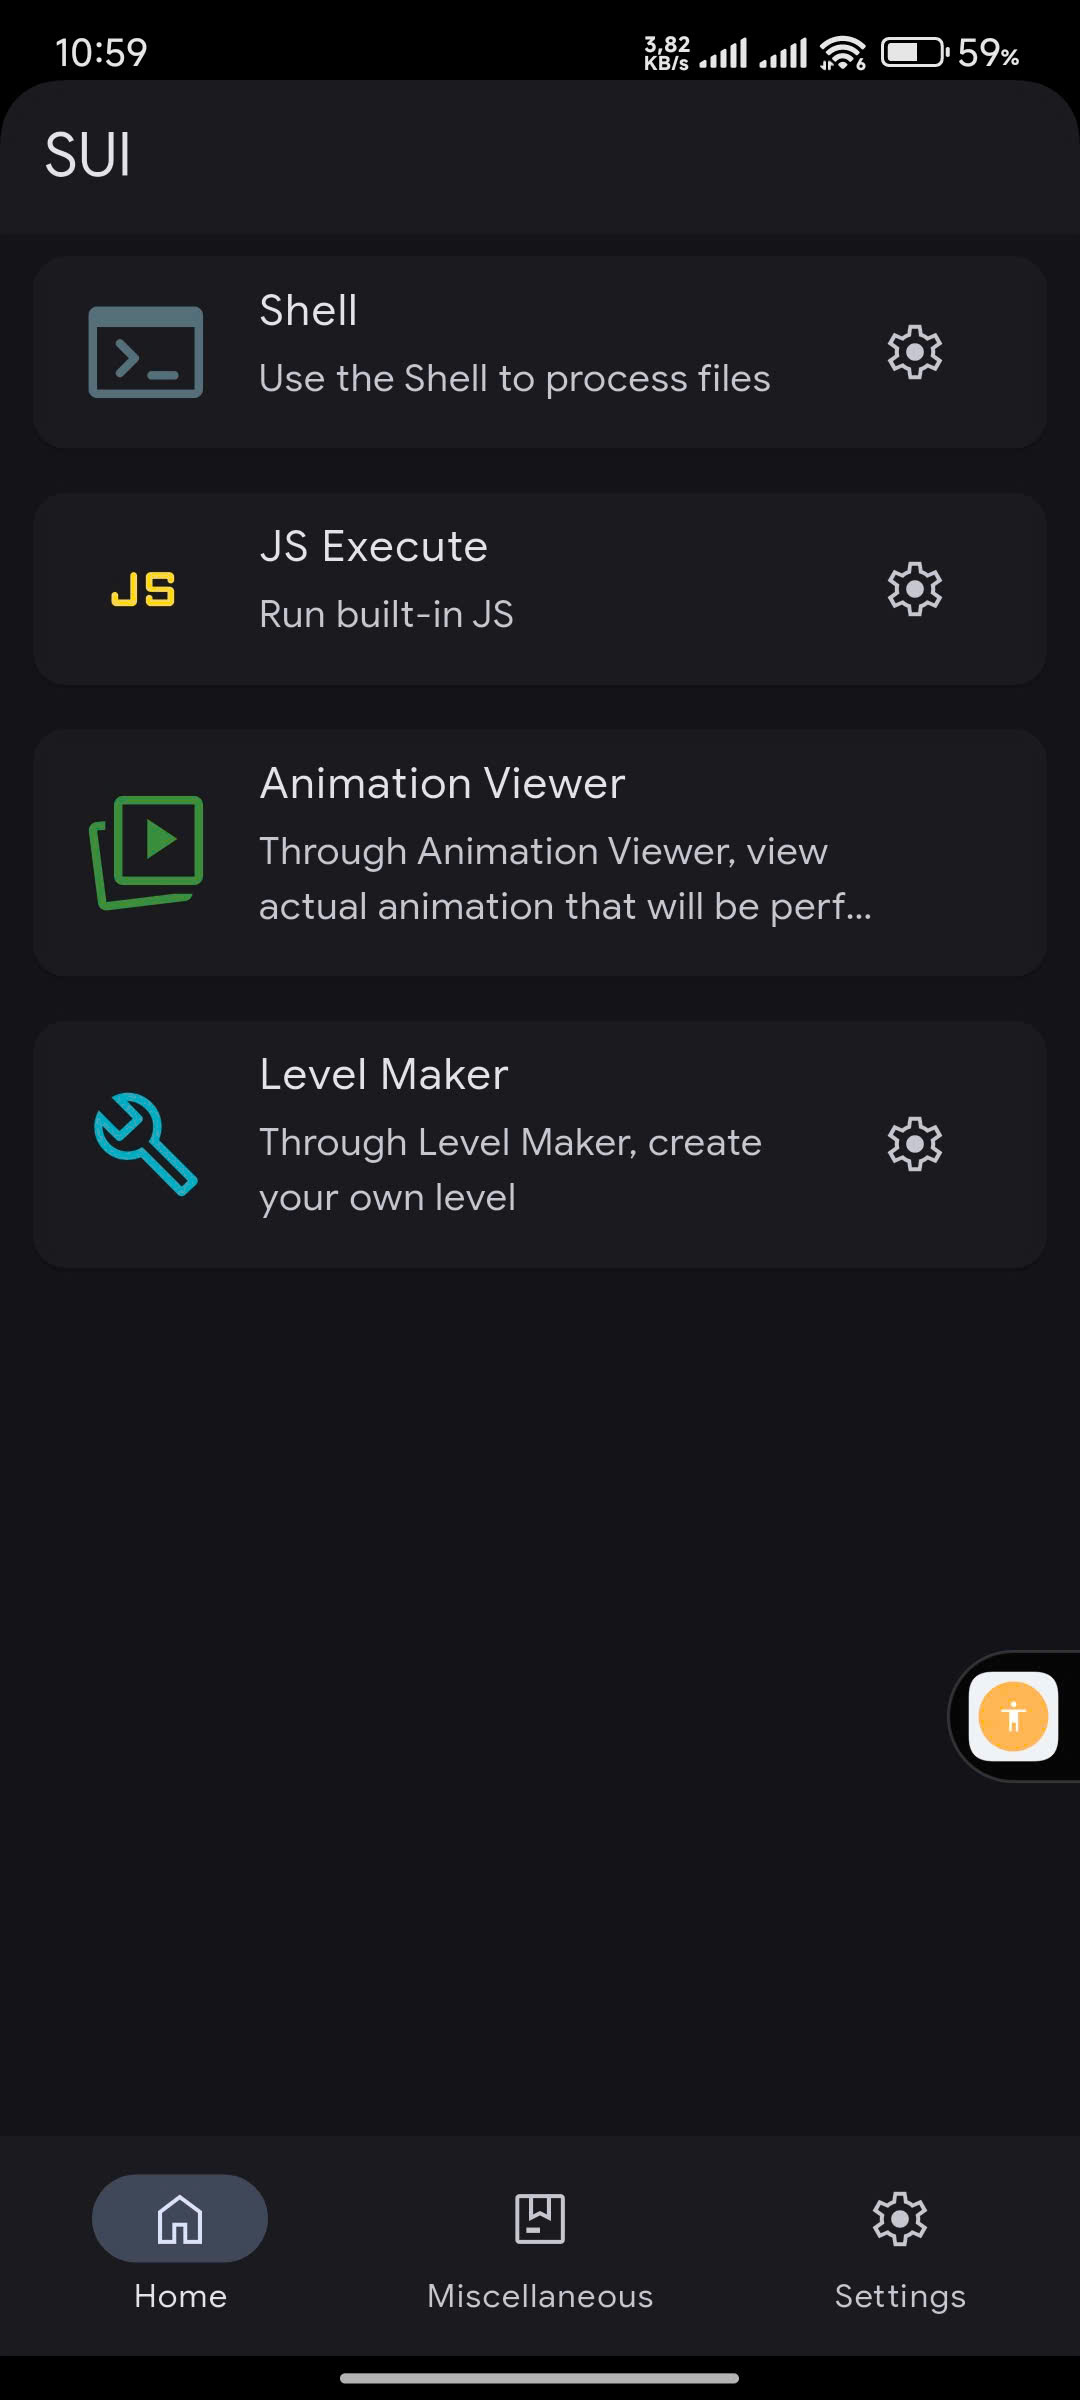 10:59
3,82
KB/s
6
59%
SUI
Shell
Use the Shell to process files
JS
JS Execute
Run built-in JS
Animation Viewer
Through Animation Viewer, view
actual animation that will be perf...
Level Maker
Through Level Maker, create
your own level
Home
Miscellaneous
Settings